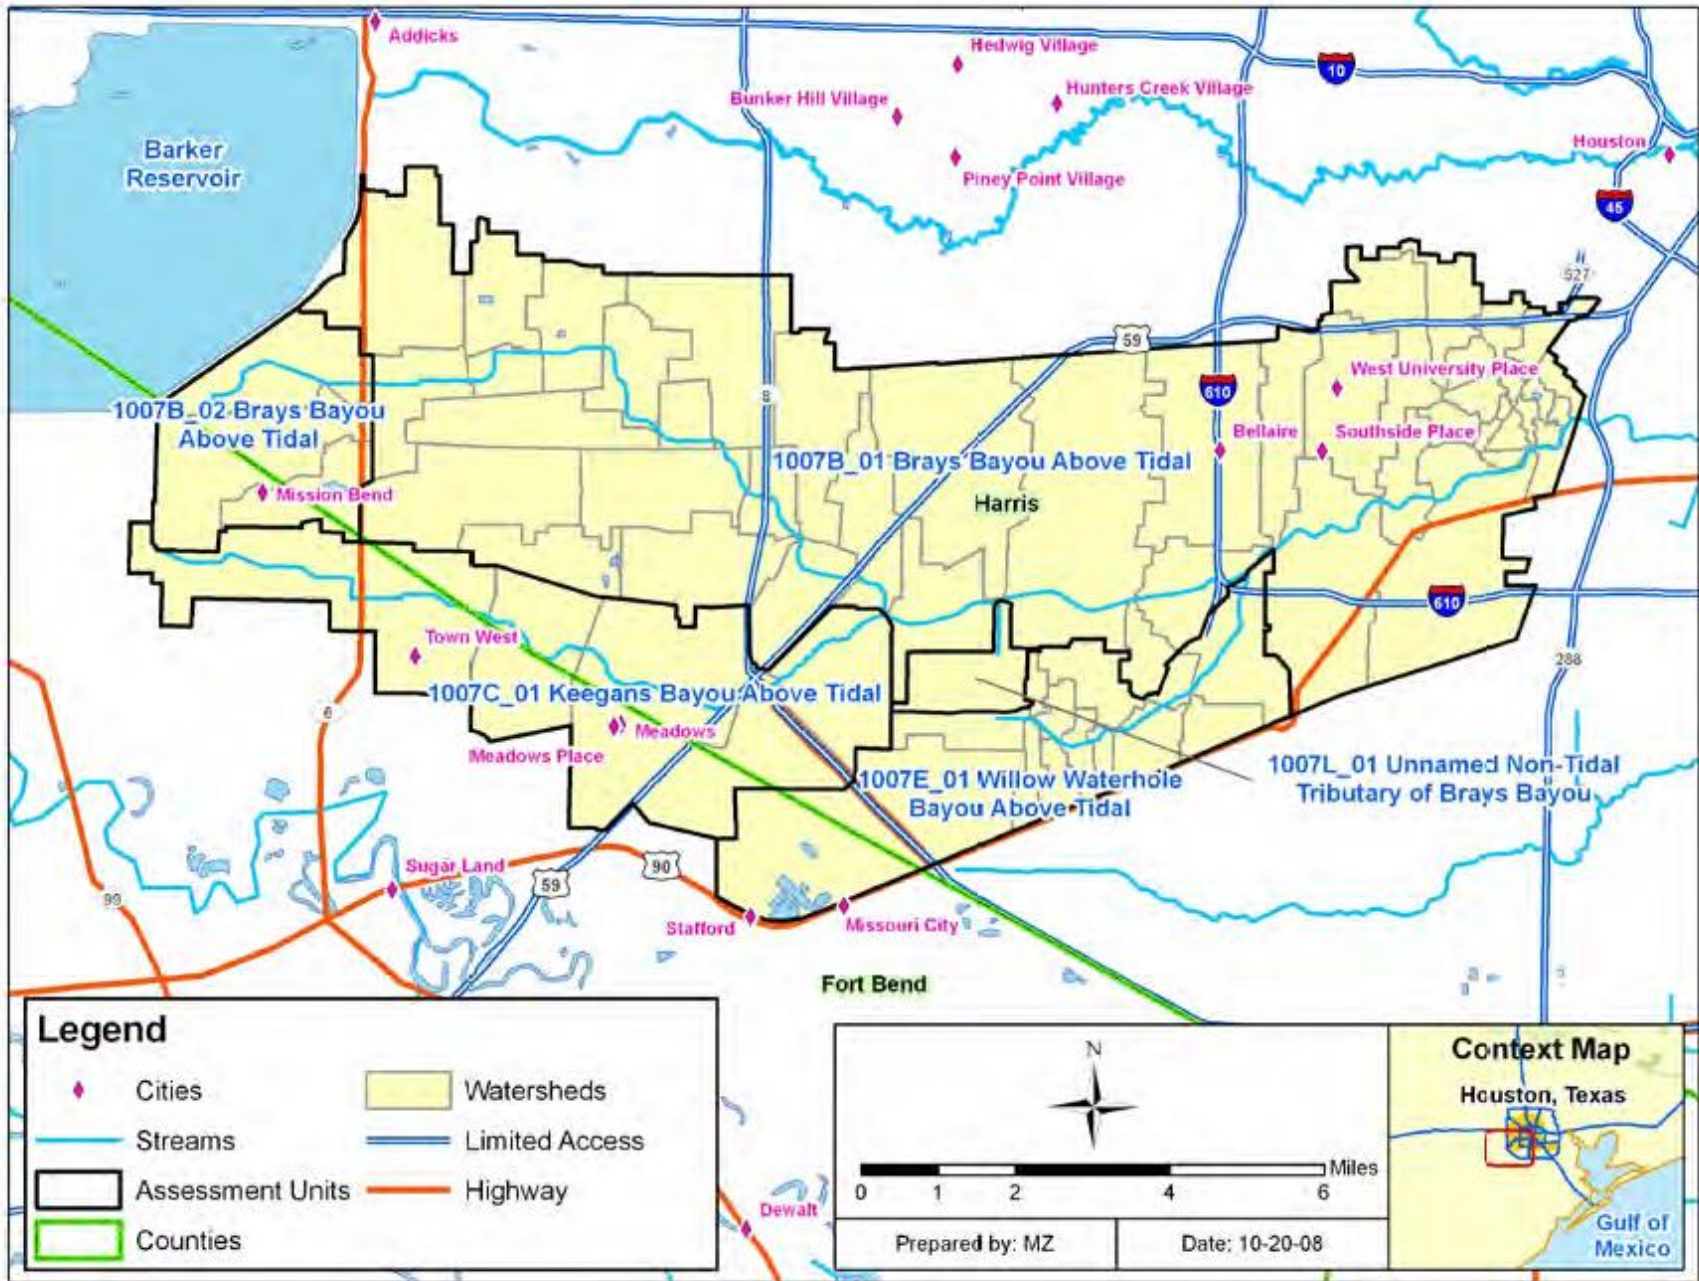 Addicks
Hedwig Village
10
Bunker Hill Village
Hunters Creek Village
Houston
Barker
Reservoir
Piney Point Village
45
527
59
West University Place
8
610
1007B_02 Brays Bayou
Above Tidal
Bellaire
Southside Place
1007B_01 Brays Bayou Above Tidal
Mission Bend
Harris
610
Town West
288
1007C_01 Keegans Bayou Above Tidal
6
Meadows
Meadows Place
1007E_01 Willow Waterhole
Bayou Above Tidal
1007L_01 Unnamed Non-Tidal
Tributary of Brays Bayou
Sugar Land
90
59
99
Stafford
Missouri City
Fort Bend
Legend
Cities
Watersheds
Streams
Limited Access
Assessment Units
Highway
Counties
Dewalt
N
Miles
0 1 2 4 6
Prepared by: MZ
Date: 10-20-08
Context Map
Houston, Texas
Gulf of
Mexico